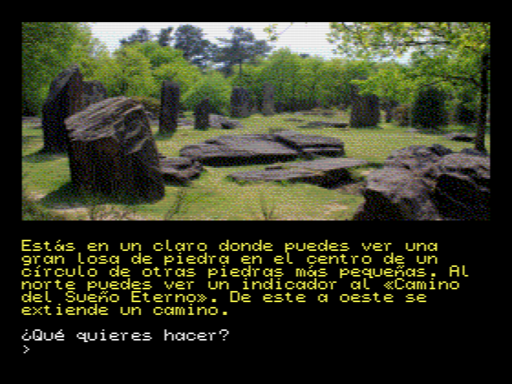 Estás en un claro donde puedes ver una
gran losa de piedra en el centro de un
círculo de otras piedras más pequeñas. Al
norte puedes ver un indicador al «Camino
del Sueño Eterno». De este a oeste se
extiende un camino.
¿Qué quieres hacer?
>